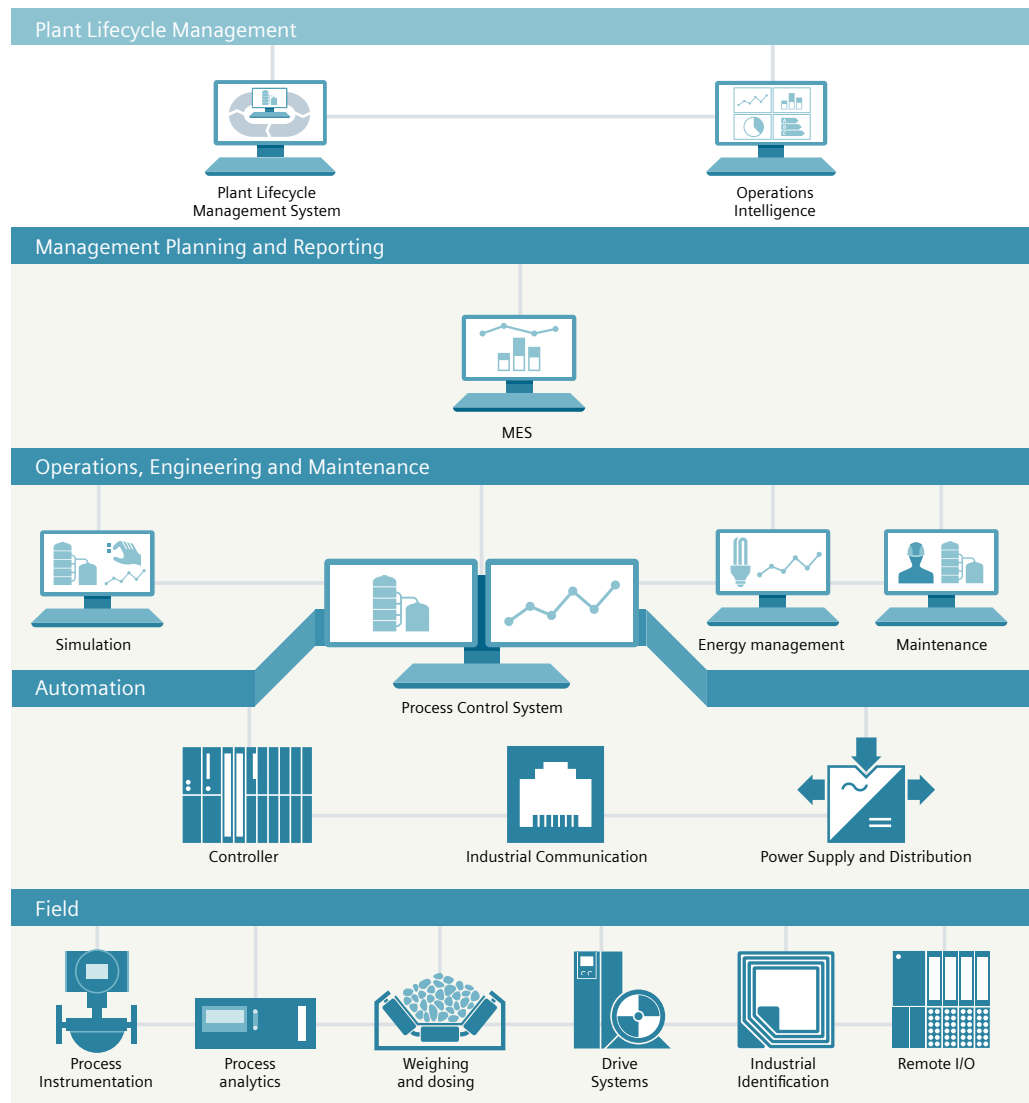 Plant Lifecycle Management
Plant Lifecycle
Management System
Operations
Intelligence
Management Planning and Reporting
MES
Operations, Engineering and Maintenance
Simulation
Energy management
Maintenance
Automation
Process Control System
Controller
Industrial Communication
Power Supply and Distribution
Field
Process
Instrumentation
Process
analytics
Weighing
and dosing
Drive
Systems
Industrial
Identification
Remote I/O